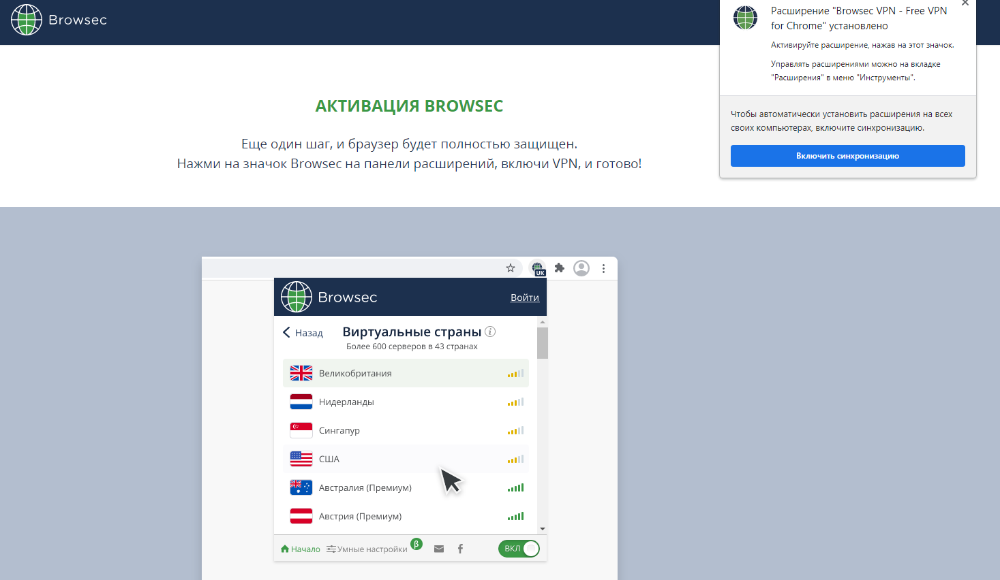 Browsec
Расширение "Browsec VPN - Free VPN
for Chrome" установлено
Активируйте расширение, нажав на этот значок.
Управлять расширениями можно на вкладке
"Расширения" в меню "Инструменты".
Чтобы автоматически установить расширения на всех
своих компьютерах, включите синхронизацию.
Включить синхронизацию
АКТИВАЦИЯ BROWSEC
Еще один шаг, и браузер будет полностью защищен.
Нажми на значок Browsec на панели расширений, включи VPN, и готово!
UK
Browsec
Войти
Назад
Виртуальные страны i
Более 600 серверов в 43 странах
Великобритания
Нидерланды
Сингапур
США
Австралия (Премиум)
Австрия (Премиум)
Начало
Умные настройки β
f
ВКЛ